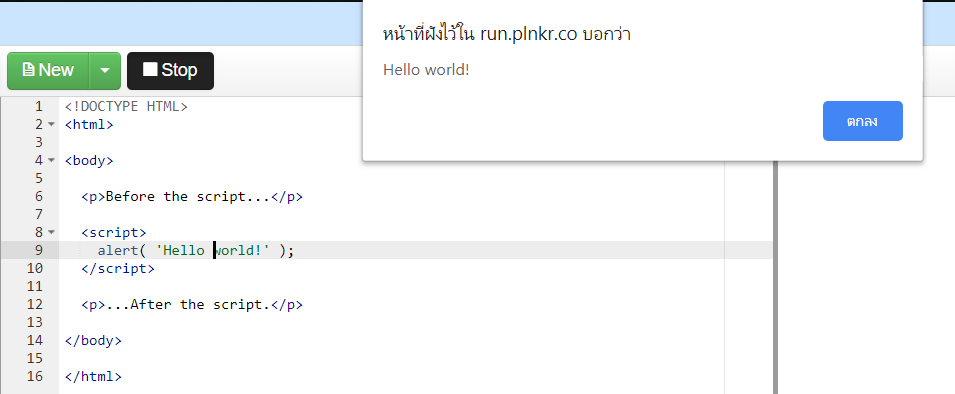 หน้าที่ฝังไว้ใน run.plnkr.co บอกว่า
Hello world!
ตกลง
New
Stop
1 <!DOCTYPE HTML>
2 <html>
3
4 <body>
5
6 <p>Before the script...</p>
7
8 <script>
9 alert( 'Hello world!' );
10 </script>
11
12 <p>...After the script.</p>
13
14 </body>
15
16 </html>